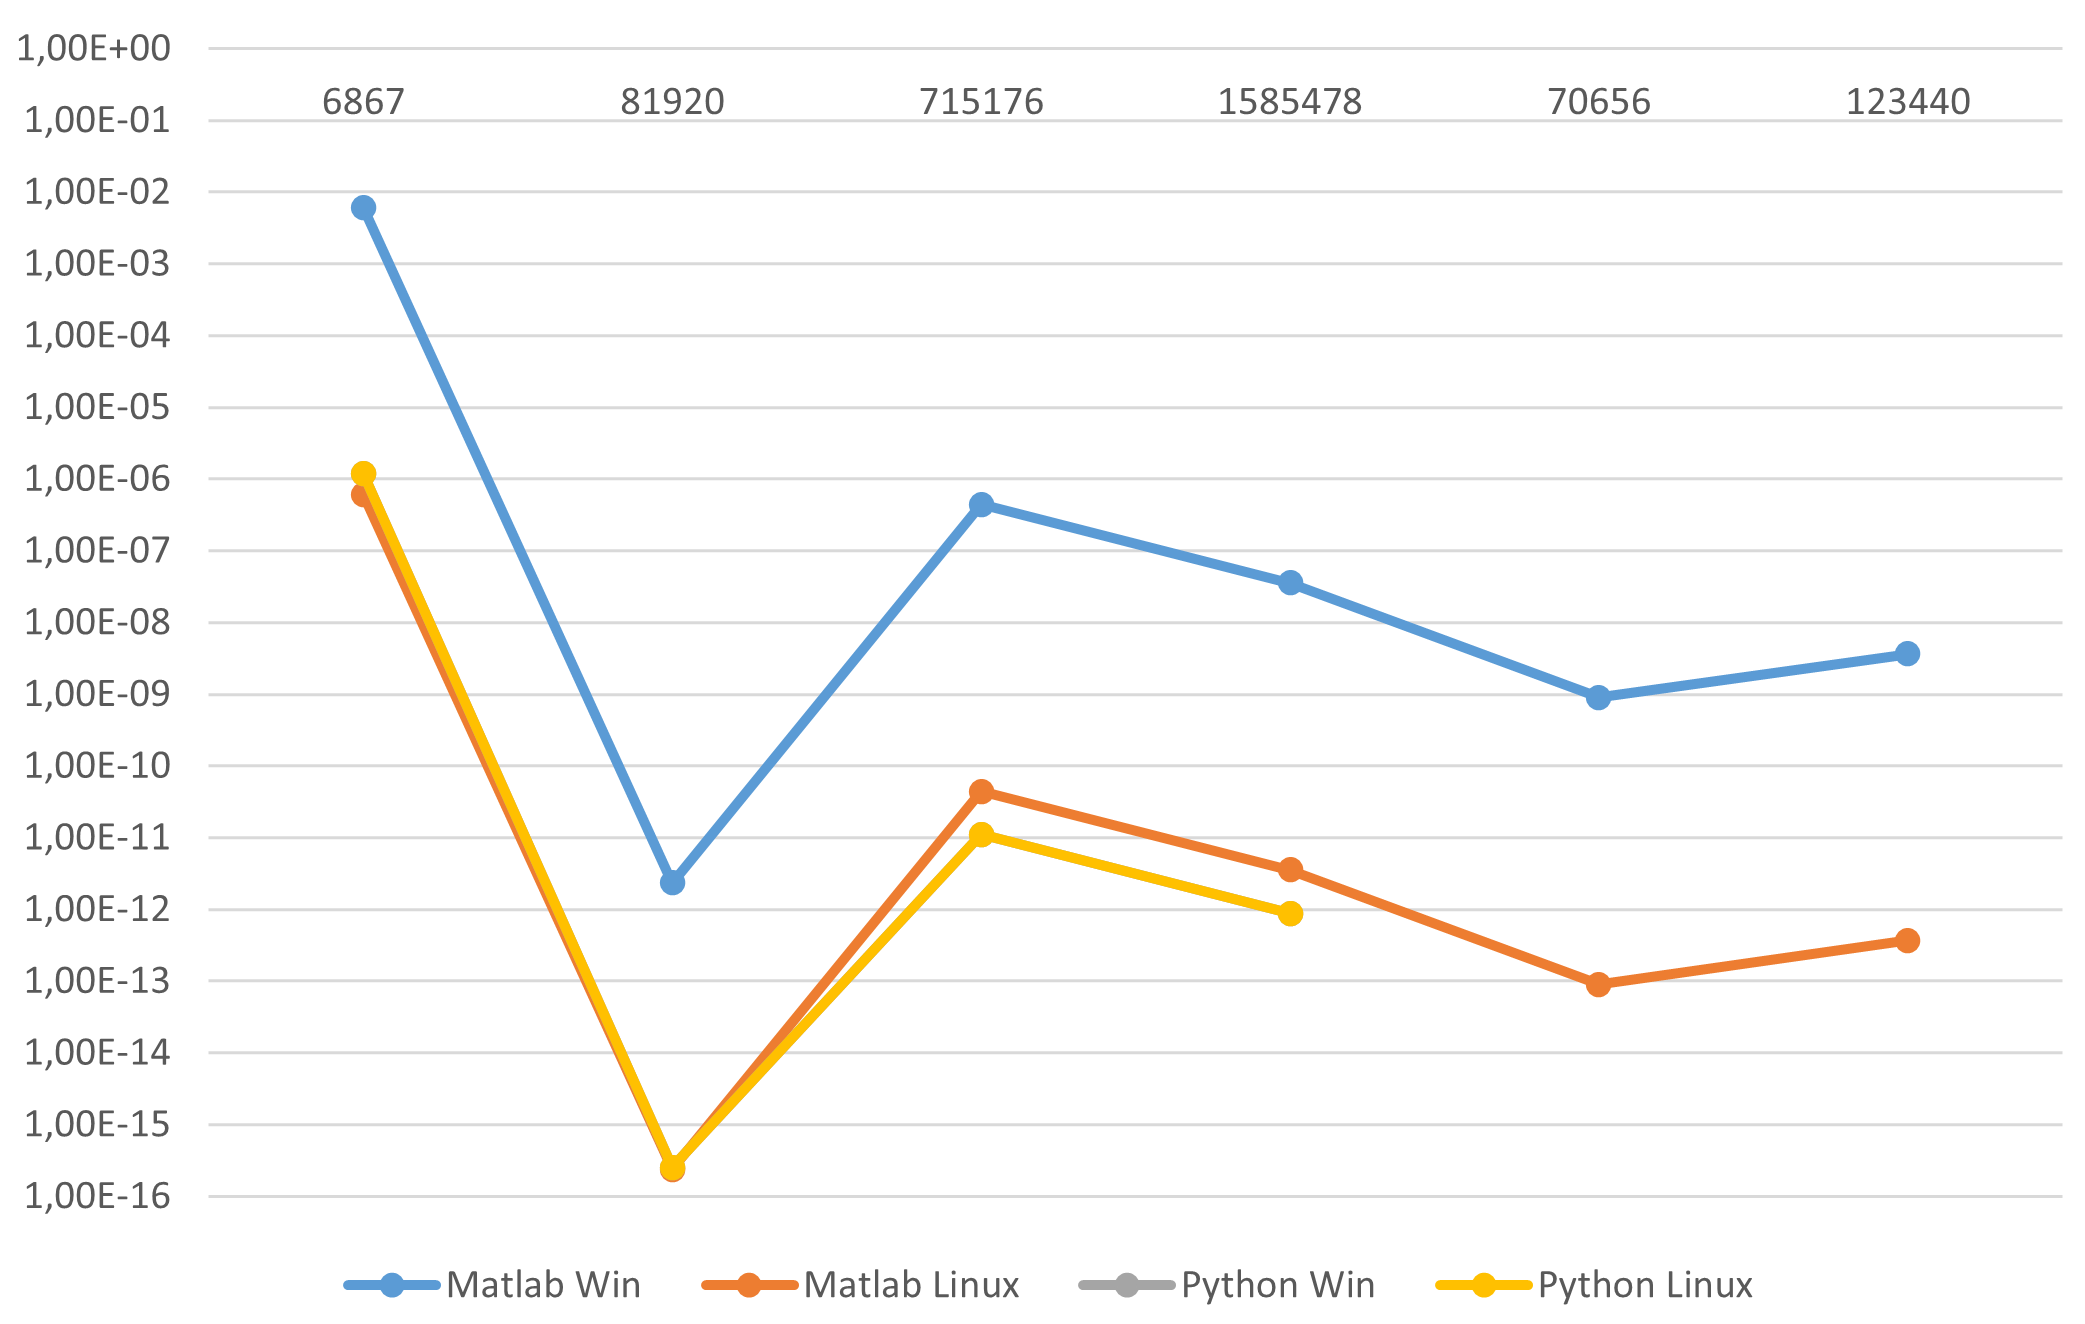 1,00E+00
6867 81920 715176 1585478 70656 123440
1,00E-01
1,00E-02
1,00E-03
1,00E-04
1,00E-05
1,00E-06
1,00E-07
1,00E-08
1,00E-09
1,00E-10
1,00E-11
1,00E-12
1,00E-13
1,00E-14
1,00E-15
1,00E-16
Matlab Win Matlab Linux Python Win Python Linux